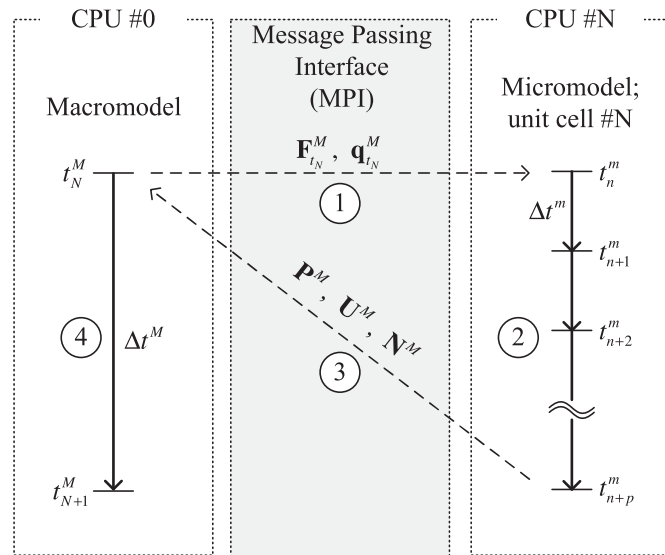 CPU #0
Macromodel
t_N^M
4
Δt^M
t_{N+1}^M
Message Passing
Interface
(MPI)
F_{t_N}^M, q_{t_N}^M
1
P^M, U^M, N^M
3
CPU #N
Micromodel;
unit cell #N
t_n^m
Δt^m
t_{n+1}^m
2
t_{n+2}^m
t_{n+p}^m